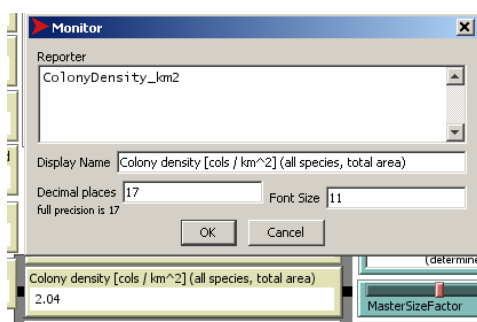 Monitor
Reporter
ColonyDensity_km2
Display Name Colony density [cols / km^2] (all species, total area)
Decimal places 17 Font Size 11
full precision is 17
OK Cancel
(determine
Colony density [cols / km^2] (all species, total area)
2.04
MasterSizeFactor